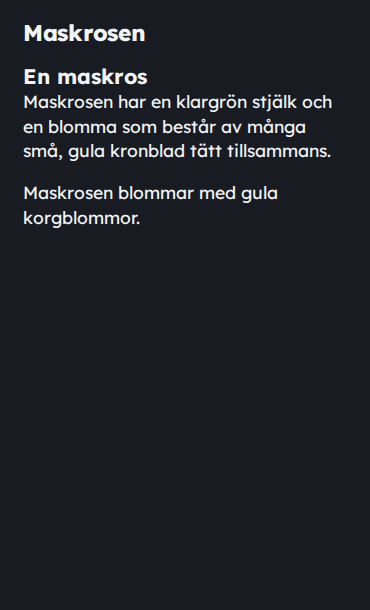 Maskrosen
En maskros
Maskrosen har en klargrön stjälk och
en blomma som består av många
små, gula kronblad tätt tillsammans.
Maskrosen blommar med gula
korgblommor.